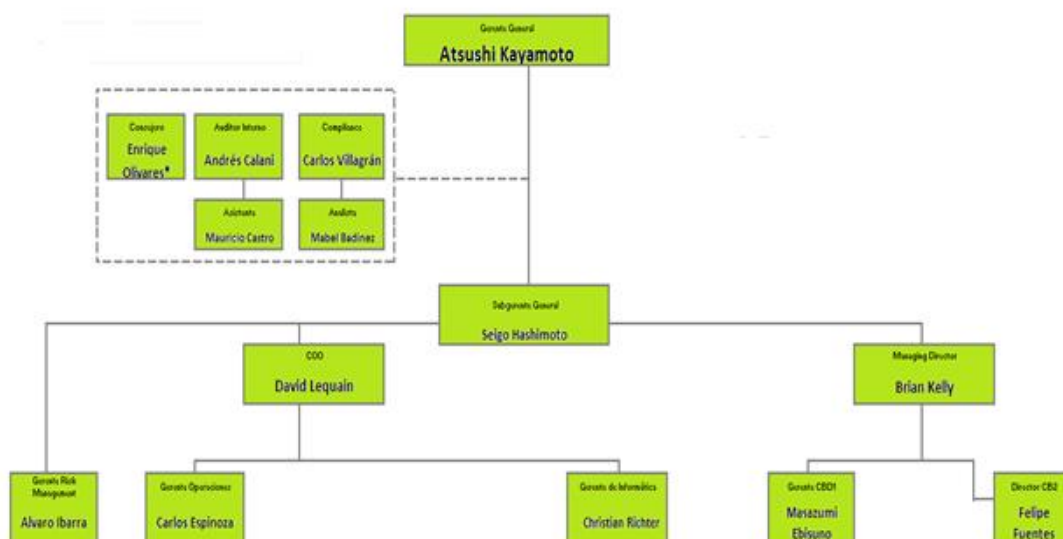 Gerente General
Atsushi Kayamoto
Consejero
Enrique
Olivares*
Auditor Interno
Andrés Calani
Compliance
Carlos Villagrán
Asistente
Mauricio Castro
Analista
Mabel Badinez
Subgerente General
Seigo Hashimoto
COO
David Lequain
Managing Director
Brian Kelly
Gerente Risk
Management
Alvaro Ibarra
Gerente Operaciones
Carlos Espinoza
Gerente de Informática
Christian Richter
Gerente CBD1
Masazumi
Ebisuno
Director CB2
Felipe
Fuentes